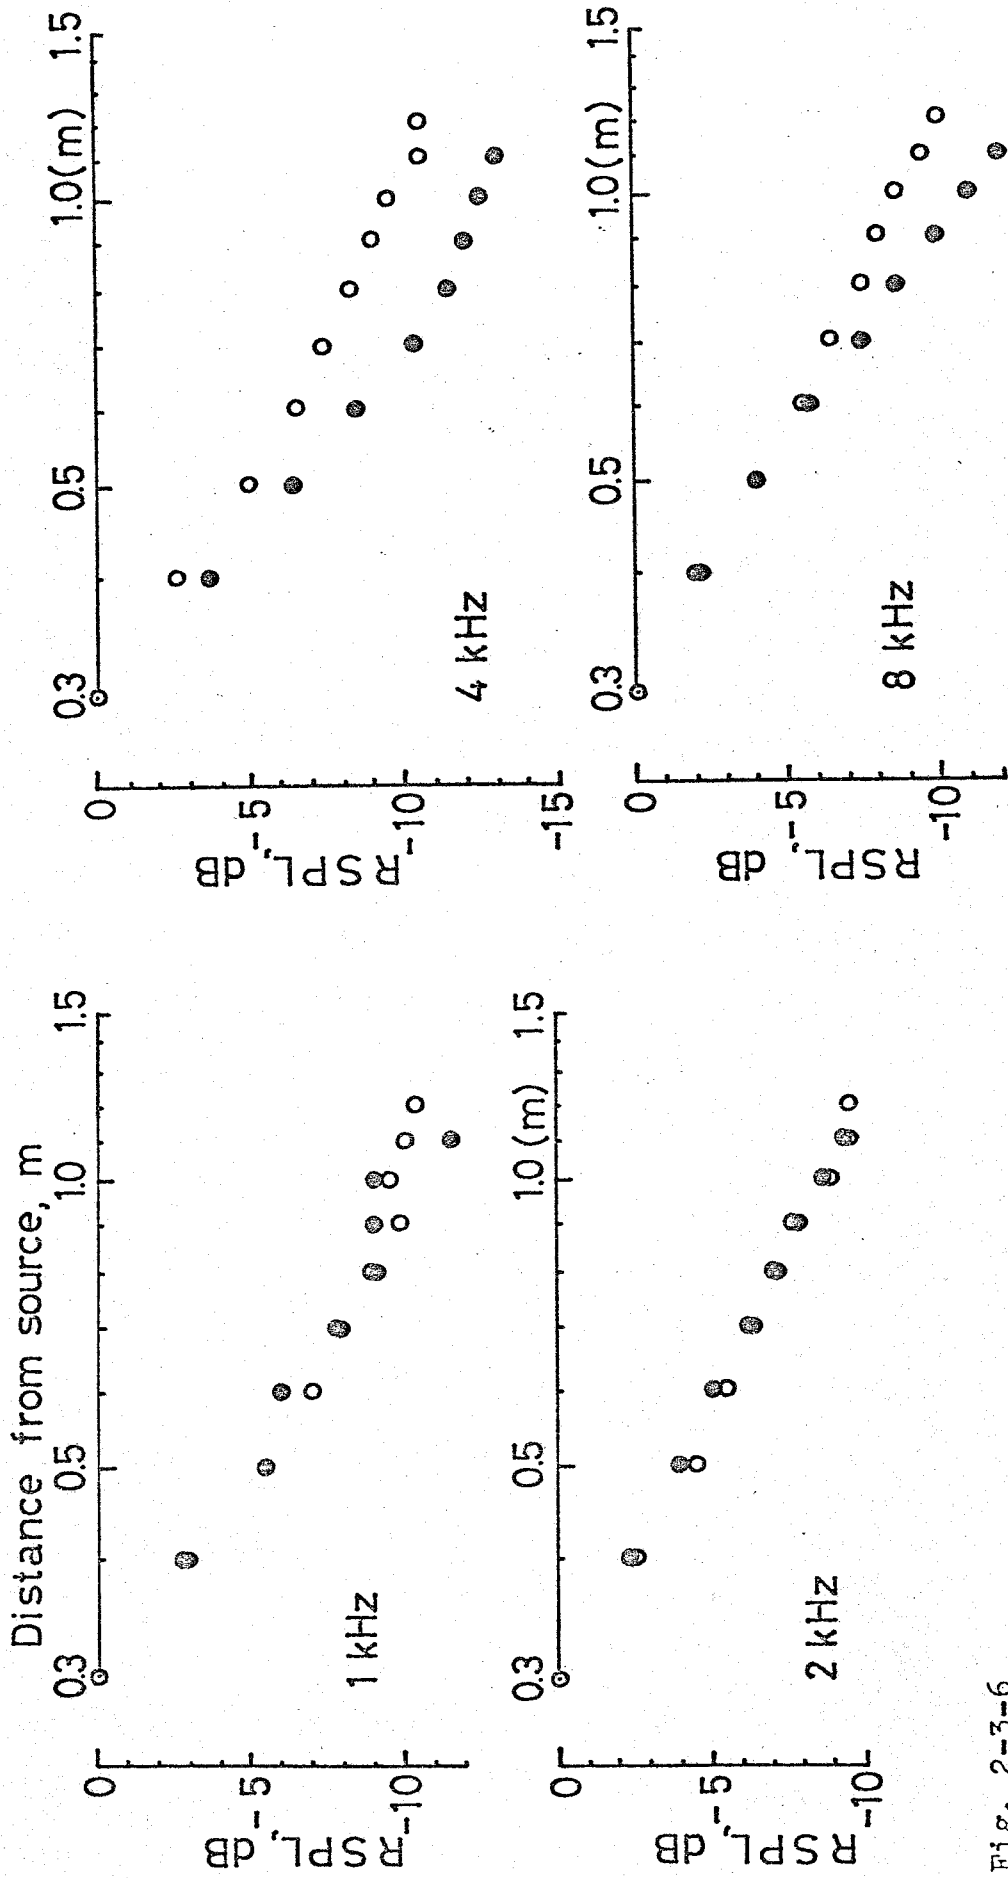 Distance from source, m
0.3 0.5 1.0 1.5
0
-5
-10
RSPL, dB
1 kHz
0.3 0.5 1.0 (m) 1.5
0
-5
-10
RSPL, dB
2 kHz
0.3 0.5 1.0(m) 1.5
0
-5
-10
-15
RSPL, dB
4 kHz
0.3 0.5 1.0(m) 1.5
0
-5
-10
RSPL, dB
8 kHz
Fig. 2-3-6